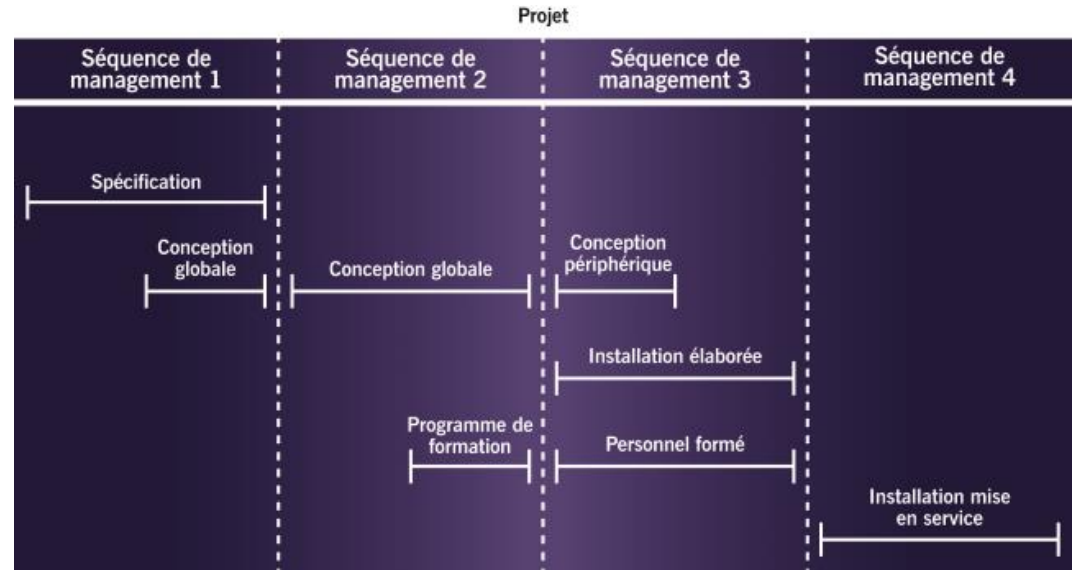 Projet
Séquence de
management 1
Séquence de
management 2
Séquence de
management 3
Séquence de
management 4
Spécification
Conception
globale
Conception globale
Conception
périphérique
Installation élaborée
Programme de
formation
Personnel formé
Installation mise
en service